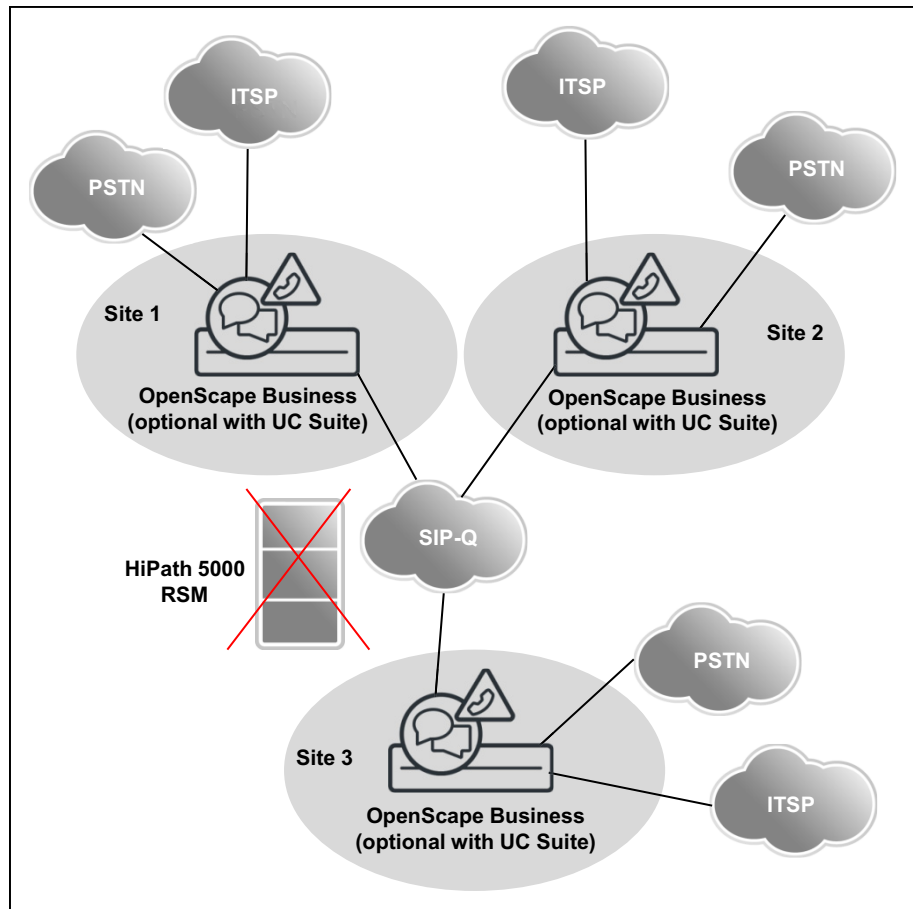 ITSP
PSTN
ITSP
PSTN
Site 1
OpenScape Business
(optional with UC Suite)
Site 2
OpenScape Business
(optional with UC Suite)
SIP-Q
HiPath 5000
RSM
PSTN
Site 3
ITSP
OpenScape Business
(optional with UC Suite)